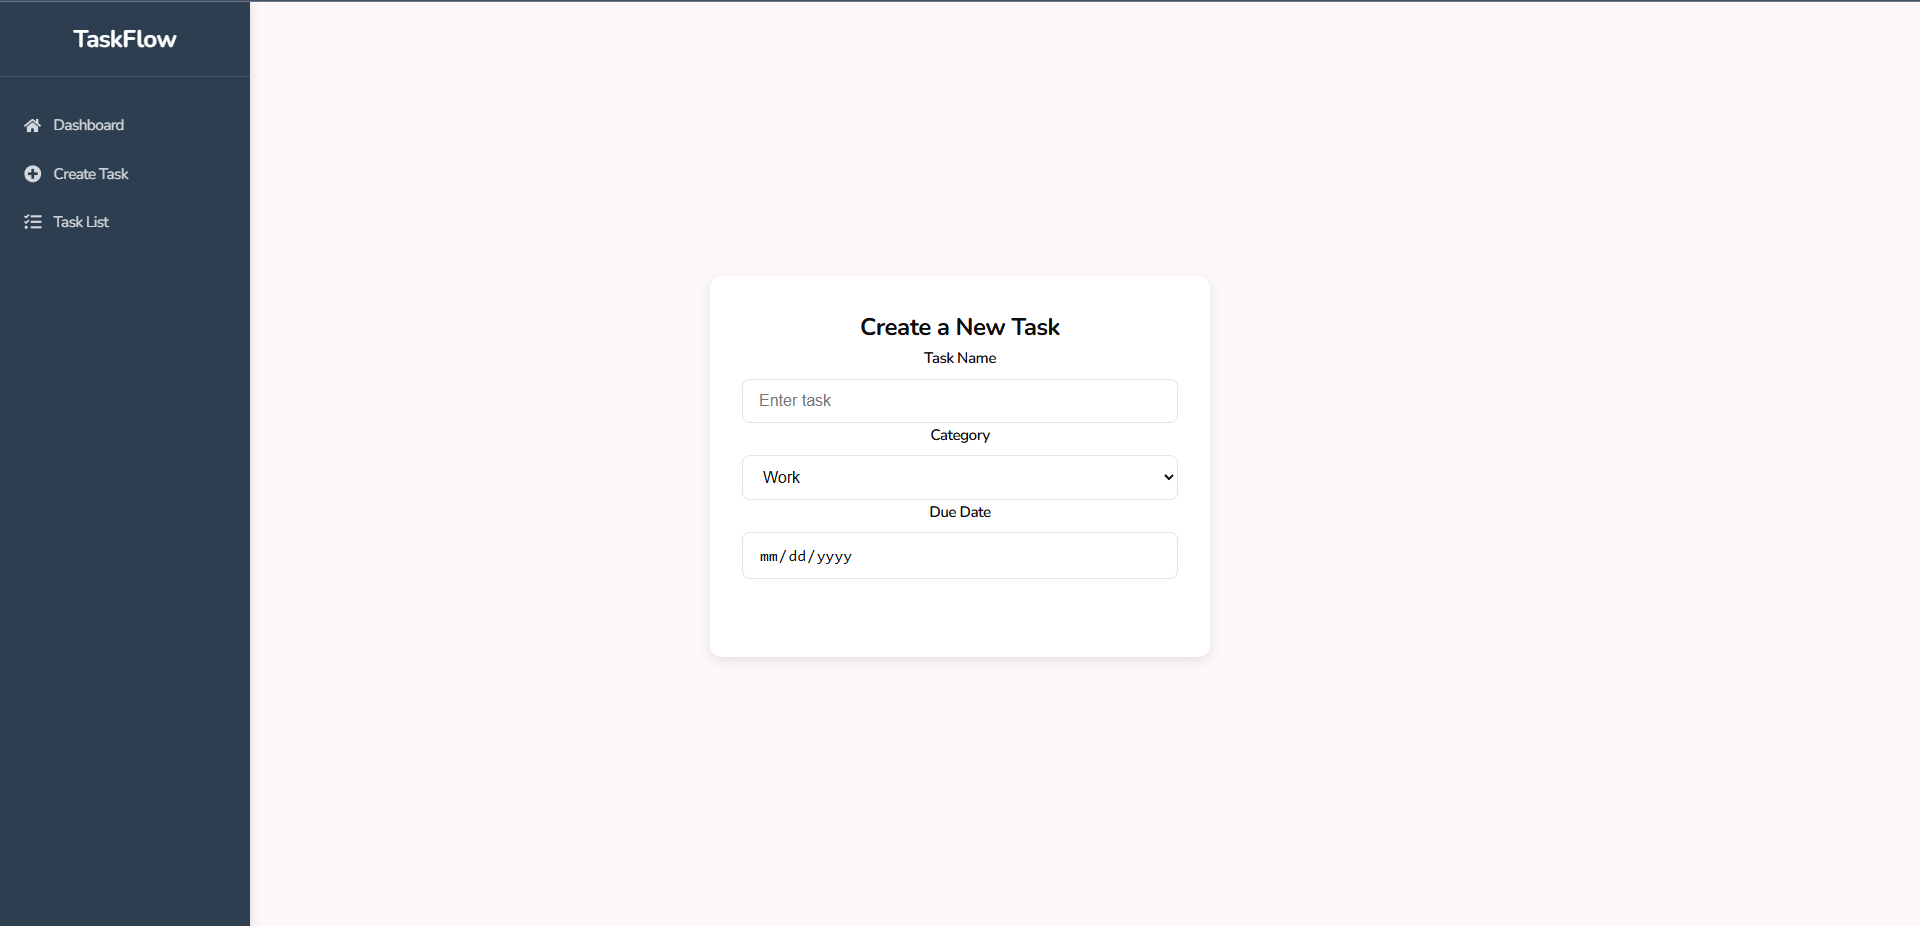 TaskFlow
Dashboard
Create Task
Task List
Create a New Task
Task Name
Enter task
Category
Work
Due Date
mm/dd/yyyy